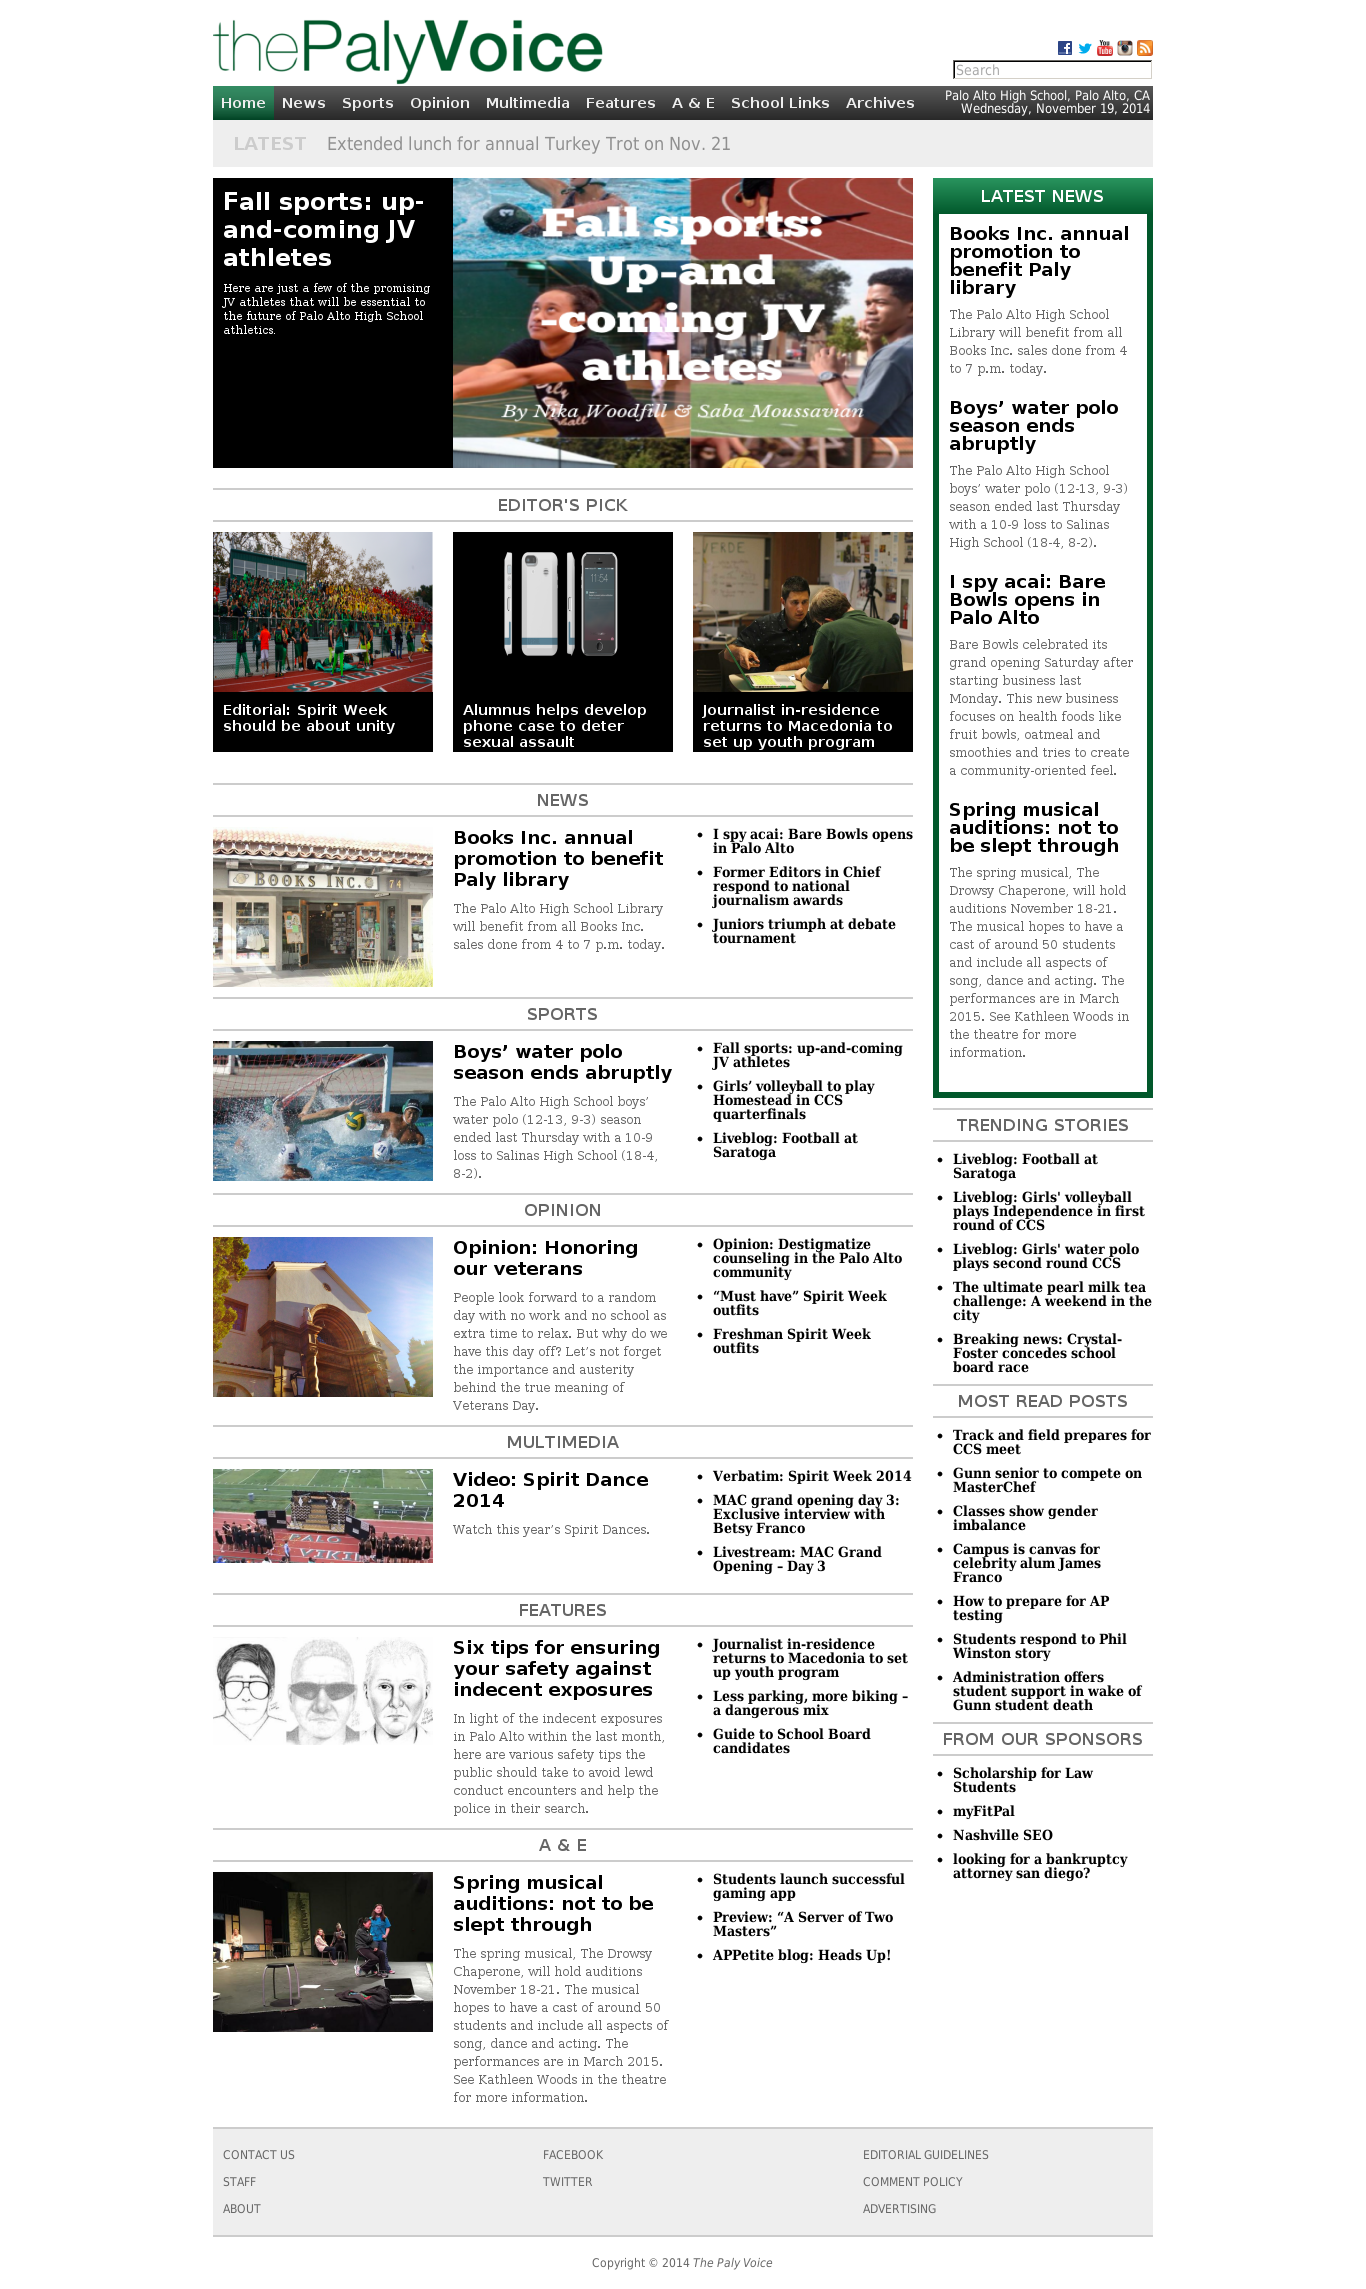 thePalyVoice
Search
Home News Sports Opinion Multimedia Features A & E School Links Archives
Palo Alto High School, Palo Alto, CA
Wednesday, November 19, 2014
LATEST Extended lunch for annual Turkey Trot on Nov. 21
Fall sports: up-
and-coming JV
athletes
Here are just a few of the promising
JV athletes that will be essential to
the future of Palo Alto High School
athletics.
Fall sports:
Up-and
-coming JV
athletes
By Nika Woodfill & Saba Moussavian
EDITOR'S PICK
VERDE
11:54
Editorial: Spirit Week
should be about unity
Alumnus helps develop
phone case to deter
sexual assault
Journalist in-residence
returns to Macedonia to
set up youth program
NEWS
BOOKS INC.
74
Books Inc. annual
promotion to benefit
Paly library
The Palo Alto High School Library
will benefit from all Books Inc.
sales done from 4 to 7 p.m. today.
I spy acai: Bare Bowls opens
in Palo Alto
Former Editors in Chief
respond to national
journalism awards
Juniors triumph at debate
tournament
SPORTS
Boys’ water polo
season ends abruptly
The Palo Alto High School boys’
water polo (12-13, 9-3) season
ended last Thursday with a 10-9
loss to Salinas High School (18-4,
8-2).
Fall sports: up-and-coming
JV athletes
Girls’ volleyball to play
Homestead in CCS
quarterfinals
Liveblog: Football at
Saratoga
OPINION
Opinion: Honoring
our veterans
People look forward to a random
day with no work and no school as
extra time to relax. But why do we
have this day off? Let’s not forget
the importance and austerity
behind the true meaning of
Veterans Day.
Opinion: Destigmatize
counseling in the Palo Alto
community
“Must have” Spirit Week
outfits
Freshman Spirit Week
outfits
MULTIMEDIA
PALO
VIKI
Video: Spirit Dance
2014
Watch this year’s Spirit Dances.
Verbatim: Spirit Week 2014
MAC grand opening day 3:
Exclusive interview with
Betsy Franco
Livestream: MAC Grand
Opening – Day 3
FEATURES
Six tips for ensuring
your safety against
indecent exposures
In light of the indecent exposures
in Palo Alto within the last month,
here are various safety tips the
public should take to avoid lewd
conduct encounters and help the
police in their search.
Journalist in-residence
returns to Macedonia to set
up youth program
Less parking, more biking –
a dangerous mix
Guide to School Board
candidates
A & E
Spring musical
auditions: not to be
slept through
The spring musical, The Drowsy
Chaperone, will hold auditions
November 18-21. The musical
hopes to have a cast of around 50
students and include all aspects of
song, dance and acting. The
performances are in March 2015.
See Kathleen Woods in the theatre
for more information.
Students launch successful
gaming app
Preview: “A Server of Two
Masters”
APPetite blog: Heads Up!
LATEST NEWS
Books Inc. annual
promotion to
benefit Paly
library
The Palo Alto High School
Library will benefit from all
Books Inc. sales done from 4
to 7 p.m. today.
Boys’ water polo
season ends
abruptly
The Palo Alto High School
boys’ water polo (12-13, 9-3)
season ended last Thursday
with a 10-9 loss to Salinas
High School (18-4, 8-2).
I spy acai: Bare
Bowls opens in
Palo Alto
Bare Bowls celebrated its
grand opening Saturday after
starting business last
Monday. This new business
focuses on health foods like
fruit bowls, oatmeal and
smoothies and tries to create
a community-oriented feel.
Spring musical
auditions: not to
be slept through
The spring musical, The
Drowsy Chaperone, will hold
auditions November 18-21.
The musical hopes to have a
cast of around 50 students
and include all aspects of
song, dance and acting. The
performances are in March
2015. See Kathleen Woods in
the theatre for more
information.
TRENDING STORIES
Liveblog: Football at
Saratoga
Liveblog: Girls' volleyball
plays Independence in first
round of CCS
Liveblog: Girls' water polo
plays second round CCS
The ultimate pearl milk tea
challenge: A weekend in the
city
Breaking news: Crystal-
Foster concedes school
board race
MOST READ POSTS
Track and field prepares for
CCS meet
Gunn senior to compete on
MasterChef
Classes show gender
imbalance
Campus is canvas for
celebrity alum James
Franco
How to prepare for AP
testing
Students respond to Phil
Winston story
Administration offers
student support in wake of
Gunn student death
FROM OUR SPONSORS
Scholarship for Law
Students
myFitPal
Nashville SEO
looking for a bankruptcy
attorney san diego?
CONTACT US
STAFF
ABOUT
FACEBOOK
TWITTER
EDITORIAL GUIDELINES
COMMENT POLICY
ADVERTISING
Copyright © 2014 The Paly Voice